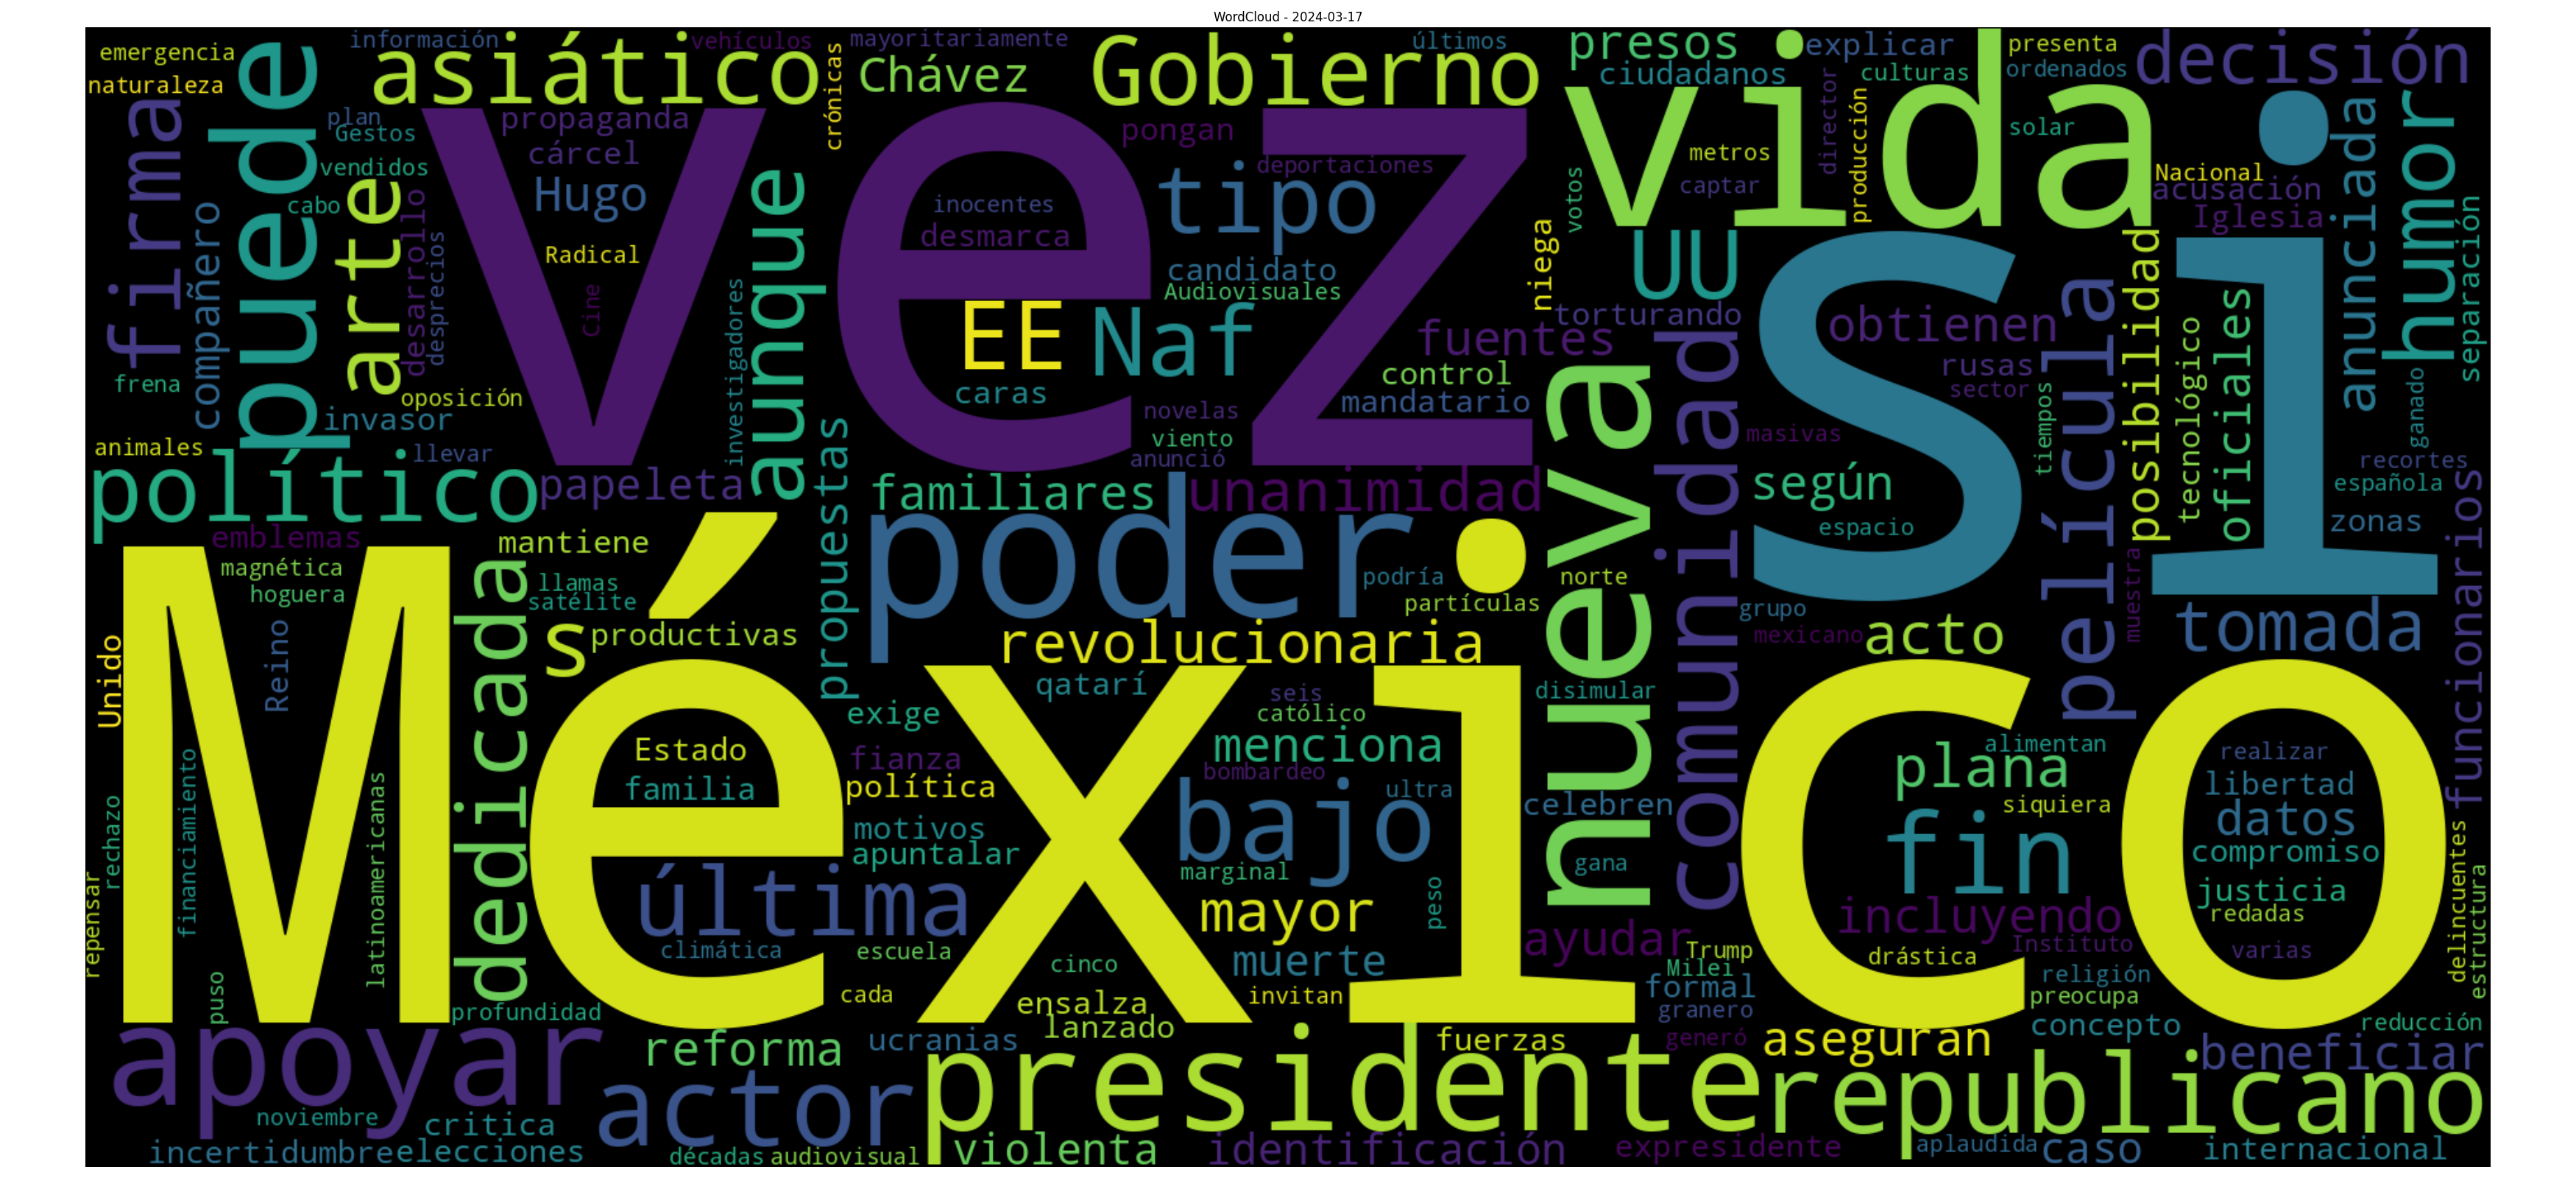 WordCloud - 2024-03-17
emergencia
información
vehículos
mayoritariamente
últimos
presos
explicar
presenta
decisión
naturaleza
puede
asiático
crónicas
Chávez
Gobierno
ciudadanos
culturas
ordenados
firma
plan
Gestos
propaganda
vez
pongan
vida
director
producción
solar
humor
vendidos
cárcel
deportaciones
metros
Nacional
anunciada
compañero
cabo
arte
desarrollo
Hugo
aunque
inocentes
tipo
votos
captar
acusación
Iglesia
separación
desprecios
Radical
desmarca
candidato
niega
UU
Si
posibilidad
Cine
investigadores
Audiovisuales
torturando
obtienen
película
tecnológico
oficiales
frena
EE
Naf
fuentes
comunidad
rusas
sector
oposición
invasor
caras
control
mandatario
nueva
tiempos
ganado
animales
llevar
novelas
viento
anunció
masivas
recortes
político
papeleta
propuestas
familiares
unanimidad
según
española
zonas
emblemas
mantiene
poder
espacio
funcionarios
magnética
hoguera
dedicada
llamas
satélite
podría
partículas
norte
grupo
mexicano
muestra
tomada
Unido
Reino
México
s
productivas
revolucionaria
acto
qatarí
seis
católico
disimular
exige
Estado
familia
fianza
política
menciona
bombardeo
ultra
plana
alimentan
realizar
libertad
financiamiento
rechazo
latinoamericanas
motivos
apuntalar
bajo
celebren
siquiera
datos
fin
compromiso
repensar
última
marginal
gana
justicia
delincuentes
estructura
mayor
peso
incluyendo
redadas
climática
escuela
cinco
muerte
ayudar
Trump
drástica
Instituto
varias
puso
cada
ensalza
invitan
Milei
formal
religión
preocupa
profundidad
lanzado
granero
concepto
reducción
apoyar
reforma
ucranias
fuerzas
generó
aseguran
beneficiar
actor
presidente
republicano
noviembre
critica
incertidumbre
elecciones
décadas
audiovisual
violenta
identificación
expresidente
aplaudida
caso
internacional